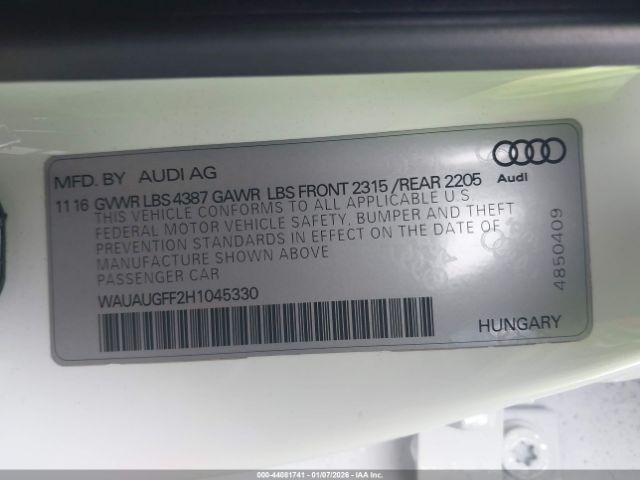 MFD. BY AUDI AG
Audi
11 16 GVWR LBS 4387 GAWR LBS FRONT 2315 /REAR 2205
THIS VEHICLE CONFORMS TO ALL APPLICABLE U.S
FEDERAL MOTOR VEHICLE SAFETY, BUMPER AND THEFT
PREVENTION STANDARDS IN EFFECT ON THE DATE OF
MANUFACTURE SHOWN ABOVE
PASSENGER CAR
WAUAUGFF2H1045330
HUNGARY
4850409
000-44081741 - 01/07/2026 - IAA Inc.